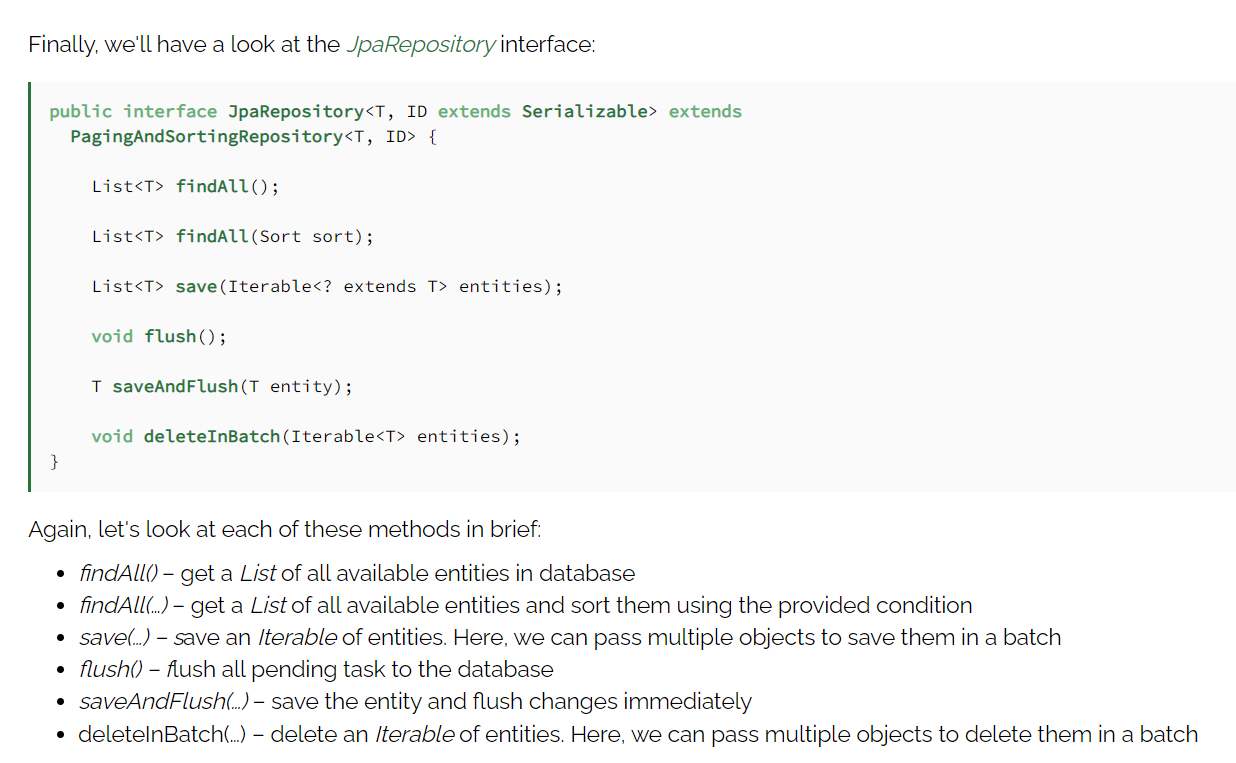 Finally, we'll have a look at the JpaRepository interface:
public interface JpaRepository<T, ID extends Serializable> extends
  PagingAndSortingRepository<T, ID> {
    List<T> findAll();
    List<T> findAll(Sort sort);
    List<T> save(Iterable<? extends T> entities);
    void flush();
    T saveAndFlush(T entity);
    void deleteInBatch(Iterable<T> entities);
}
Again, let's look at each of these methods in brief:
• findAll() – get a List of all available entities in database
• findAll(…) – get a List of all available entities and sort them using the provided condition
• save(…) – save an Iterable of entities. Here, we can pass multiple objects to save them in a batch
• flush() – flush all pending task to the database
• saveAndFlush(…) – save the entity and flush changes immediately
• deleteInBatch(…) – delete an Iterable of entities. Here, we can pass multiple objects to delete them in a batch